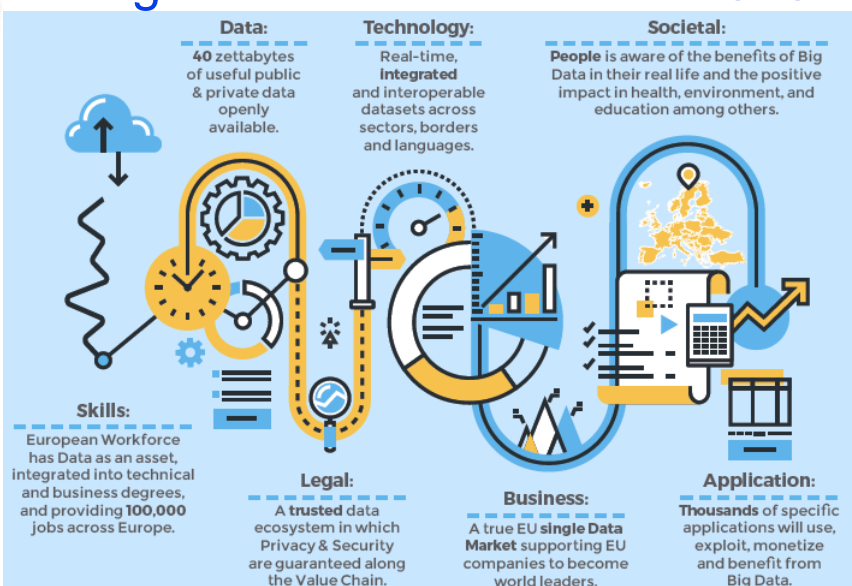 Data:
40 zettabytes
of useful public
& private data
openly
available.
Technology:
Real-time,
integrated
and interoperable
datasets across
sectors, borders
and languages.
Societal:
People is aware of the benefits of Big
Data in their real life and the positive
impact in health, environment, and
education among others.
Skills:
European Workforce
has Data as an asset,
integrated into technical
and business degrees,
and providing 100,000
jobs across Europe.
Legal:
A trusted data
ecosystem in which
Privacy & Security
are guaranteed along
the Value Chain.
Business:
A true EU single Data
Market supporting EU
companies to become
world leaders.
Application:
Thousands of specific
applications will use,
exploit, monetize
and benefit from
Big Data.